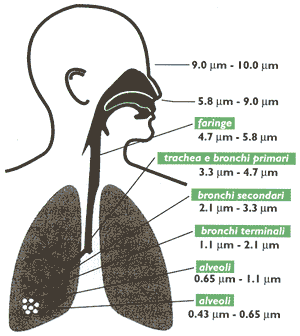 9.0 µm - 10.0 µm
5.8 µm - 9.0 µm
faringe
4.7 µm - 5.8 µm
trachea e bronchi primari
3.3 µm - 4.7 µm
bronchi secondari
2.1 µm - 3.3 µm
bronchi terminali
1.1 µm - 2.1 µm
alveoli
0.65 µm - 1.1 µm
alveoli
0.43 µm - 0.65 µm